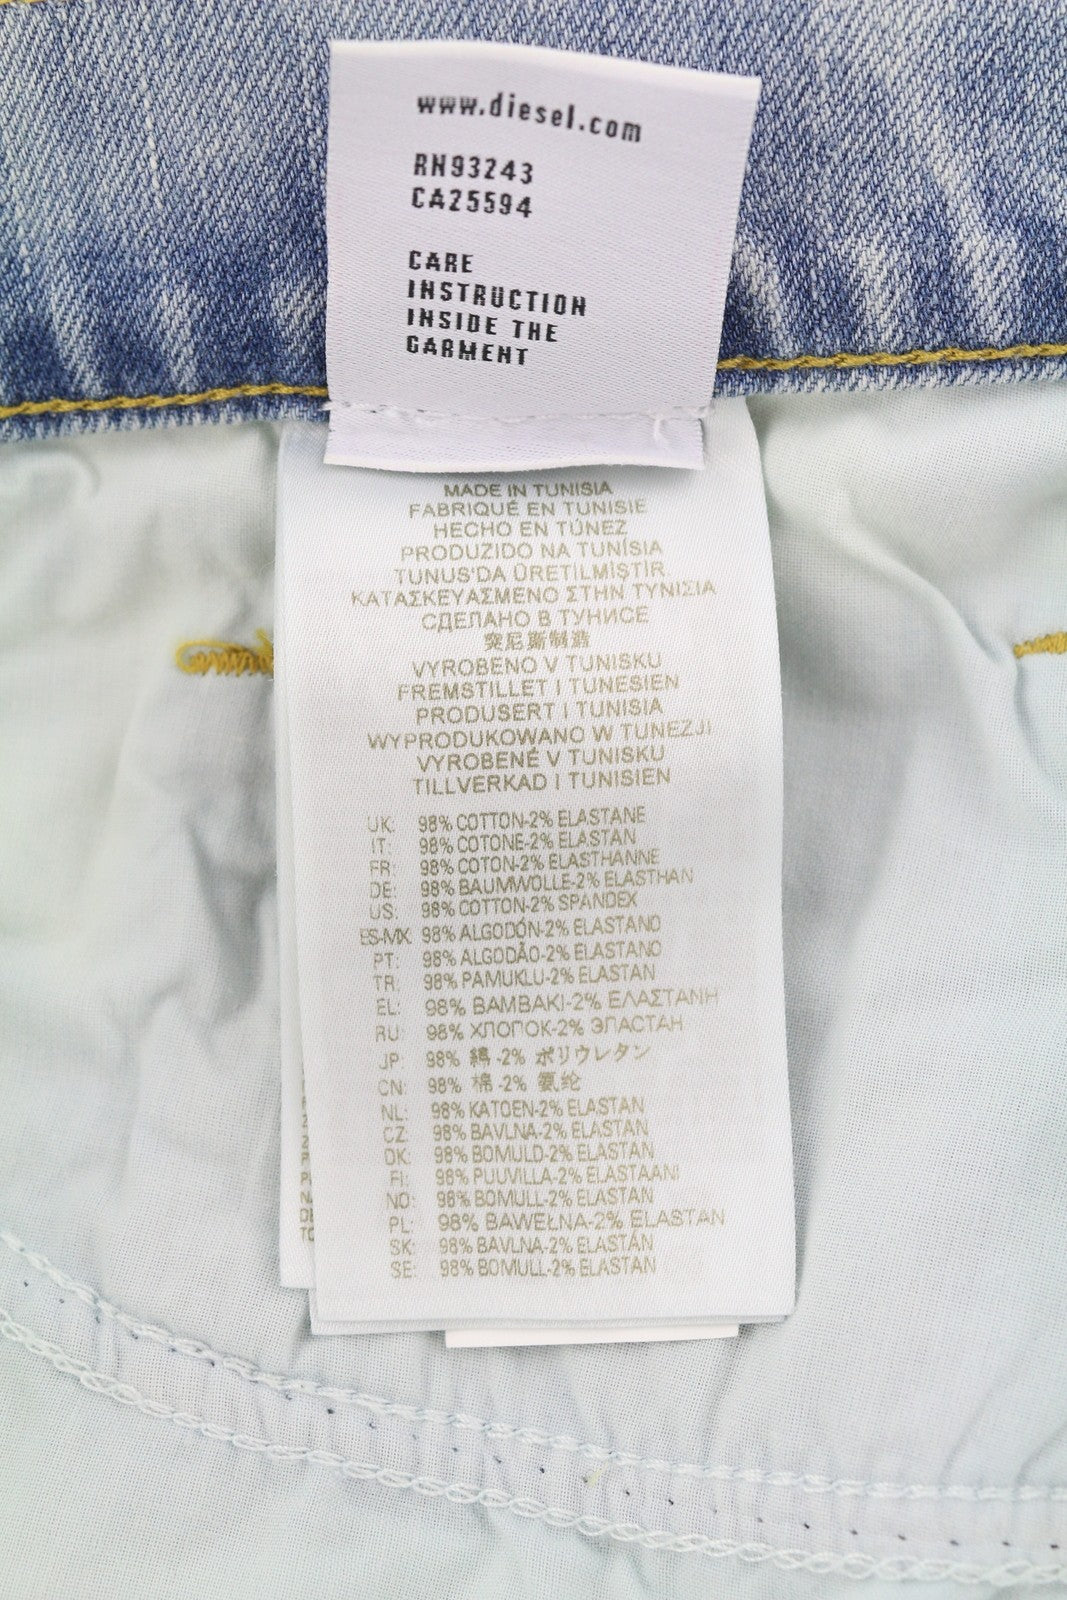 www.diesel.com
RN93243
CA25594
CARE
INSTRUCTION
INSIDE THE
GARMENT
MADE IN TUNISIA
FABRIQUÉ EN TUNISIE
HECHO EN TÚNEZ
PRODUZIDO NA TUNÍSIA
TUNUS'DA ÜRETILMIŞTIR
ΚΑΤΑΣΚΕΥΑΣΜΕΝΟ ΣΤΗΝ ΤΥΝΙΣΙΑ
СДЕЛАНО В ТУНИСЕ
突尼斯制造
VYROBENO V TUNISKU
FREMSTILLET I TUNESIEN
PRODUSERT I TUNISIA
WYPRODUKOWANO W TUNEZJI
VYROBENÉ V TUNISKU
TILLVERKAD I TUNISIEN
UK: 98% COTTON-2% ELASTANE
IT: 98% COTONE-2% ELASTAN
FR: 98% COTON-2% ELASTHANNE
DE: 98% BAUMWOLLE-2% ELASTHAN
US: 98% COTTON-2% SPANDEX
ES-MX: 98% ALGODÓN-2% ELASTANO
PT: 98% ALGODÃO-2% ELASTANO
TR: 98% PAMUKLU-2% ELASTAN
EL: 98% ΒΑΜΒΑΚΙ-2% ΕΛΑΣΤΑΝΗ
RU: 98% ХЛОПОК-2% ЭЛАСТАН
JP: 98% 綿 -2% ポリウレタン
CN: 98% 棉 -2% 氨纶
NL: 98% KATOEN-2% ELASTAN
CZ: 98% BAVLNA-2% ELASTAN
DK: 98% BOMULD-2% ELASTAN
FI: 98% PUUVILLA-2% ELASTAANI
NO: 98% BOMULL-2% ELASTAN
PL: 98% BAWEŁNA-2% ELASTAN
SK: 98% BAVLNA-2% ELASTÁN
SE: 98% BOMULL-2% ELASTAN